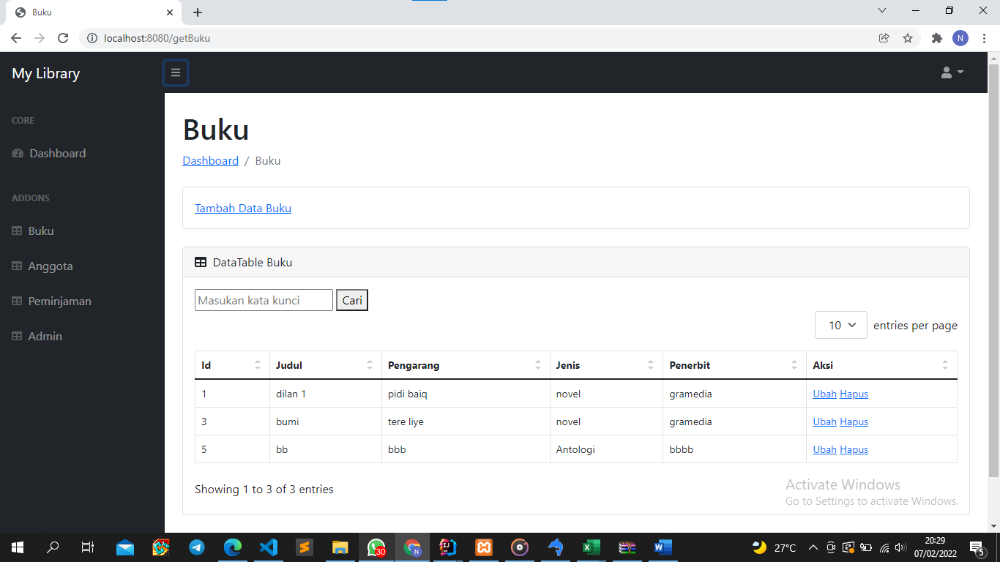 Buku
localhost:8080/getBuku
N
My Library
CORE
Dashboard
ADDONS
Buku
Anggota
Peminjaman
Admin
Buku
Dashboard / Buku
Tambah Data Buku
DataTable Buku
Masukan kata kunci Cari
10 entries per page
Id Judul Pengarang Jenis Penerbit Aksi
1 dilan 1 pidi baiq novel gramedia Ubah Hapus
3 bumi tere liye novel gramedia Ubah Hapus
5 bb bbb Antologi bbbb Ubah Hapus
Showing 1 to 3 of 3 entries
Activate Windows
Go to Settings to activate Windows.
30
N
27°C
20:29
07/02/2022
5